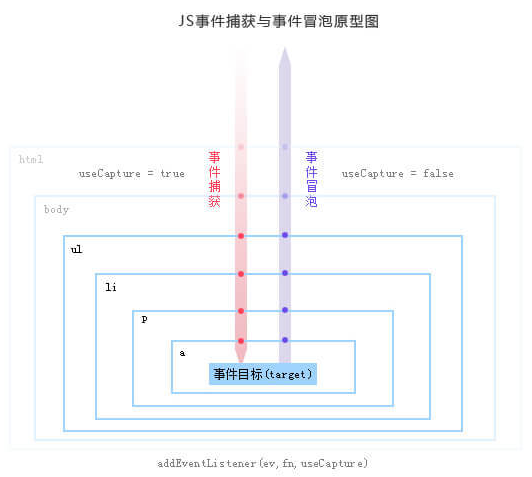 JS事件捕获与事件冒泡原型图
html
事件捕获
事件冒泡
useCapture = true
useCapture = false
body
ul
li
p
a
事件目标(target)
addEventListener(ev, fn, useCapture)